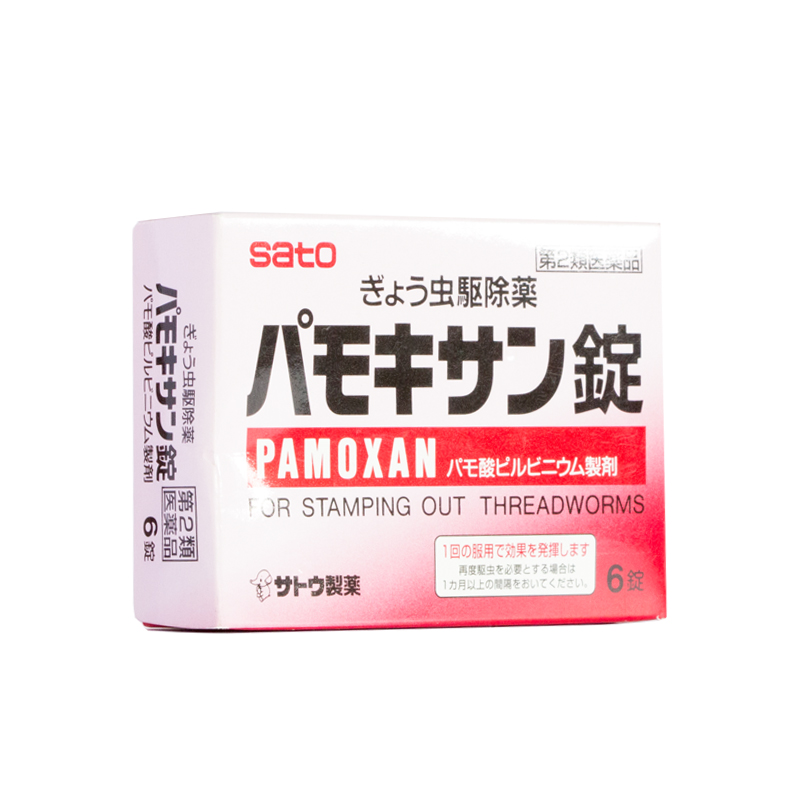 sato
第2類医薬品
ぎょう虫駆除薬
パモキサン錠
PAMOXAN パモ酸ピルビニウム製剤
FOR STAMPING OUT THREADWORMS
1回の服用で効果を発揮します
再度駆虫を必要とする場合は
1カ月以上の間隔をおいてください。
サトウ製薬
6錠
ぎょう虫駆除薬
パモキサン錠
パモ酸ピルビニウム製剤
第2類
医薬品
6錠